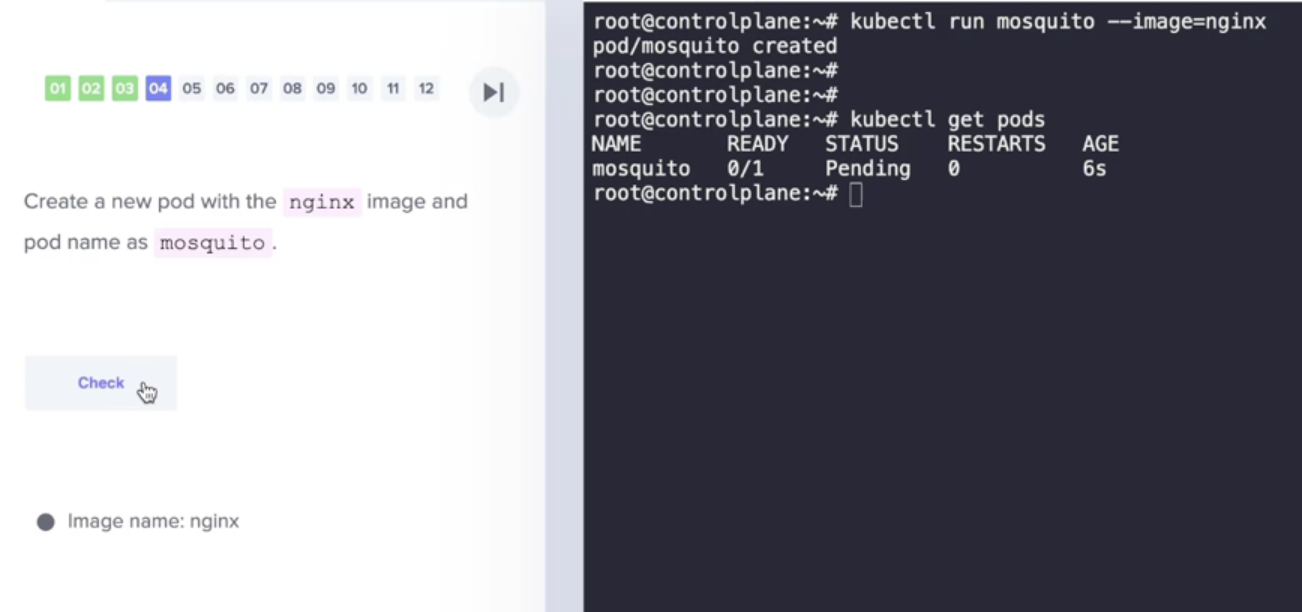 01 02 03 04 05 06 07 08 09 10 11 12
Create a new pod with the nginx image and
pod name as mosquito.
Check
Image name: nginx
root@controlplane:~# kubectl run mosquito --image=nginx
pod/mosquito created
root@controlplane:~#
root@controlplane:~#
root@controlplane:~# kubectl get pods
NAME READY STATUS RESTARTS AGE
mosquito 0/1 Pending 0 6s
root@controlplane:~#